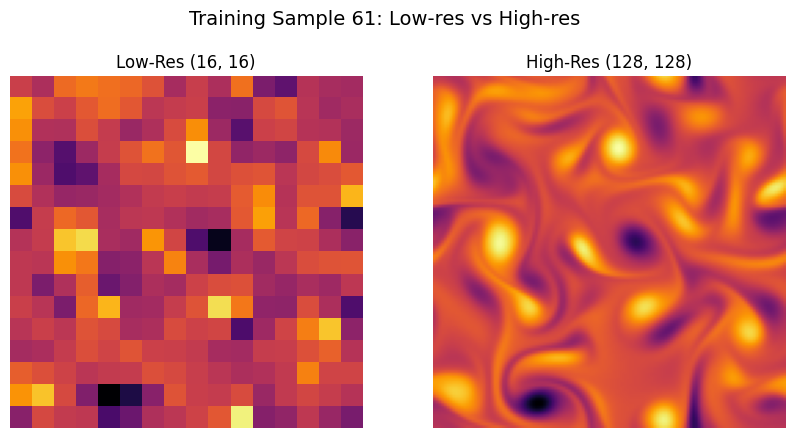 Training Sample 61: Low-res vs High-res
Low-Res (16, 16)
High-Res (128, 128)